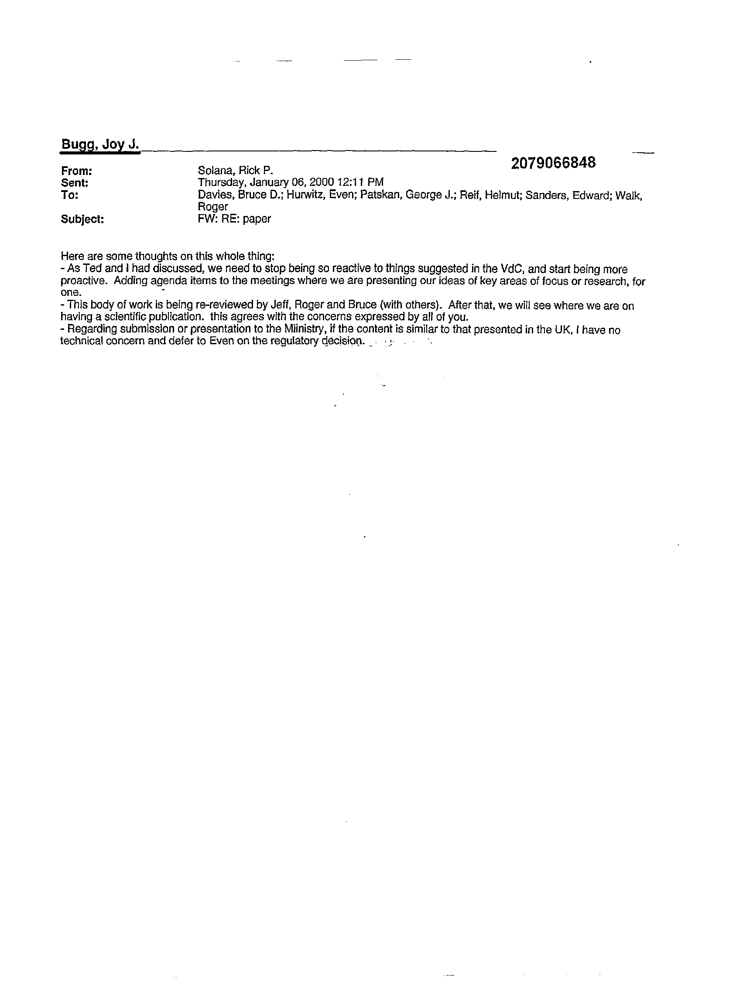 Bugg, Joy J.
2079066848
From: Solana, Rick P.
Sent: Thursday, January 06, 2000 12:11 PM
To: Davies, Bruce D.; Hurwitz, Even; Patskan, George J.; Reif, Helmut; Sanders, Edward; Walk,
Roger
Subject: FW: RE: paper
Here are some thoughts on this whole thing:
- As Ted and I had discussed, we need to stop being so reactive to things suggested in the VdC, and start being more
proactive. Adding agenda items to the meetings where we are presenting our ideas of key areas of focus or research, for
one.
- This body of work is being re-reviewed by Jeff, Roger and Bruce (with others). After that, we will see where we are on
having a scientific publication. this agrees with the concerns expressed by all of you.
- Regarding submission or presentation to the Miinistry, if the content is similar to that presented in the UK, I have no
technical concern and defer to Even on the regulatory decision.